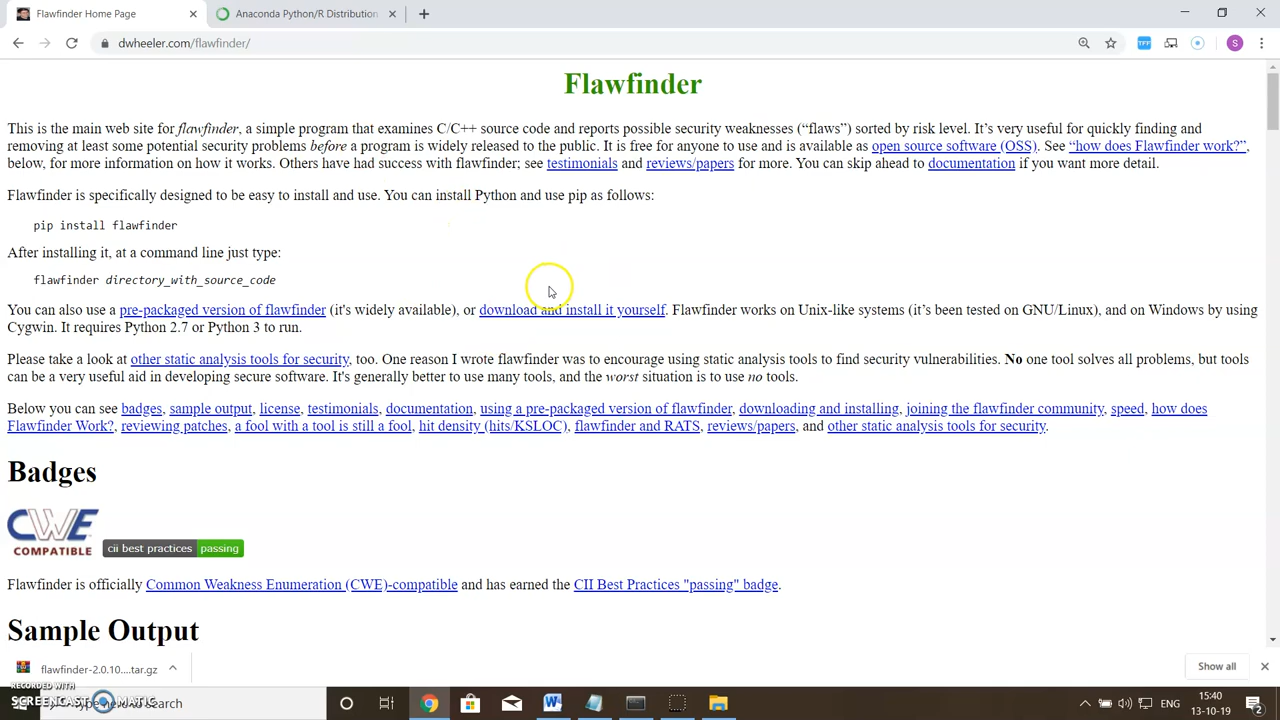 Flawfinder Home Page
Anaconda Python/R Distribution
dwheeler.com/flawfinder/
TFF
S
Flawfinder
This is the main web site for flawfinder, a simple program that examines C/C++ source code and reports possible security weaknesses (“flaws”) sorted by risk level. It’s very useful for quickly finding and
removing at least some potential security problems before a program is widely released to the public. It is free for anyone to use and is available as open source software (OSS). See “how does Flawfinder work?”,
below, for more information on how it works. Others have had success with flawfinder; see testimonials and reviews/papers for more. You can skip ahead to documentation if you want more detail.
Flawfinder is specifically designed to be easy to install and use. You can install Python and use pip as follows:
pip install flawfinder
After installing it, at a command line just type:
flawfinder directory_with_source_code
You can also use a pre-packaged version of flawfinder (it's widely available), or download and install it yourself. Flawfinder works on Unix-like systems (it’s been tested on GNU/Linux), and on Windows by using
Cygwin. It requires Python 2.7 or Python 3 to run.
Please take a look at other static analysis tools for security, too. One reason I wrote flawfinder was to encourage using static analysis tools to find security vulnerabilities. No one tool solves all problems, but tools
can be a very useful aid in developing secure software. It's generally better to use many tools, and the worst situation is to use no tools.
Below you can see badges, sample output, license, testimonials, documentation, using a pre-packaged version of flawfinder, downloading and installing, joining the flawfinder community, speed, how does
Flawfinder Work?, reviewing patches, a fool with a tool is still a fool, hit density (hits/KSLOC), flawfinder and RATS, reviews/papers, and other static analysis tools for security.
Badges
CWE
COMPATIBLE
cii best practices passing
Flawfinder is officially Common Weakness Enumeration (CWE)-compatible and has earned the CII Best Practices "passing" badge.
Sample Output
flawfinder-2.0.10....tar.gz
Show all
RECORDED WITH
SCREENCAST MATIC
here to search
W
ENG
15:40
13-10-19
2